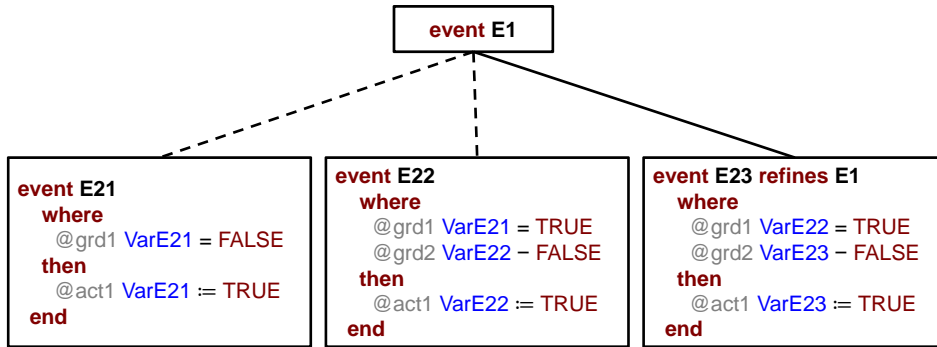 event E1
event E21
where
@grd1 VarE21 = FALSE
then
@act1 VarE21 ≔ TRUE
end
event E22
where
@grd1 VarE21 = TRUE
@grd2 VarE22 − FALSE
then
@act1 VarE22 ≔ TRUE
end
event E23 refines E1
where
@grd1 VarE22 = TRUE
@grd2 VarE23 − FALSE
then
@act1 VarE23 ≔ TRUE
end